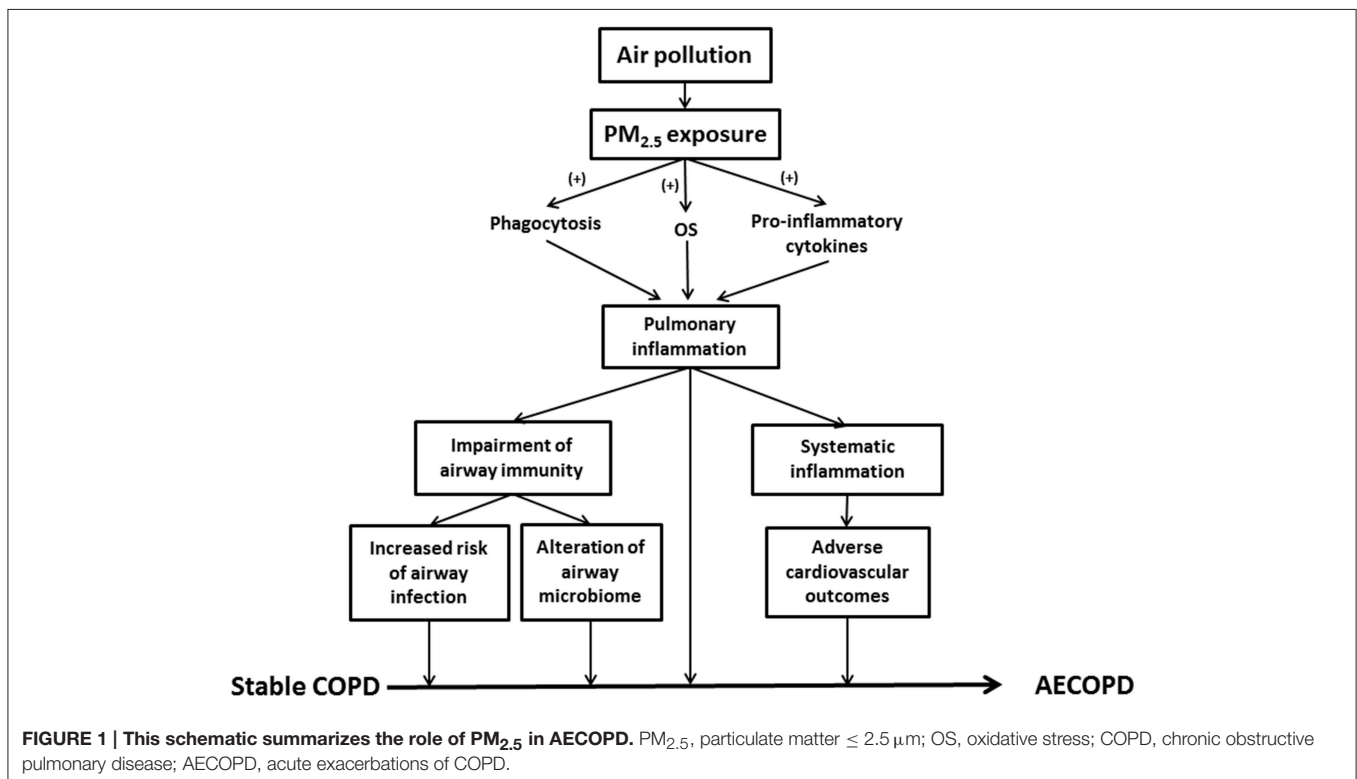 Air pollution
PM2.5 exposure
(+)
(+)
(+)
Phagocytosis
OS
Pro-inflammatory
cytokines
Pulmonary
inflammation
Impairment of
airway immunity
Systematic
inflammation
Increased risk
of airway
infection
Alteration of
airway
microbiome
Adverse
cardiovascular
outcomes
Stable COPD
AECOPD
FIGURE 1 | This schematic summarizes the role of PM2.5 in AECOPD. PM2.5, particulate matter ≤ 2.5 μm; OS, oxidative stress; COPD, chronic obstructive
pulmonary disease; AECOPD, acute exacerbations of COPD.